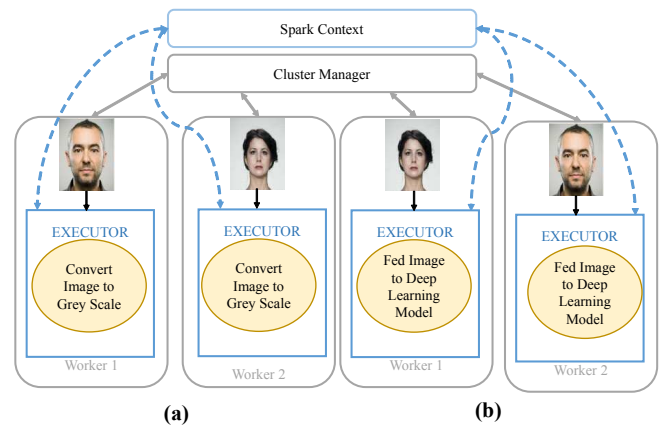 Spark Context
Cluster Manager
EXECUTOR
Convert
Image to
Grey Scale
Worker 1
EXECUTOR
Convert
Image to
Grey Scale
Worker 2
EXECUTOR
Fed Image
to Deep
Learning
Model
Worker 1
EXECUTOR
Fed Image
to Deep
Learning
Model
Worker 2
(a)
(b)